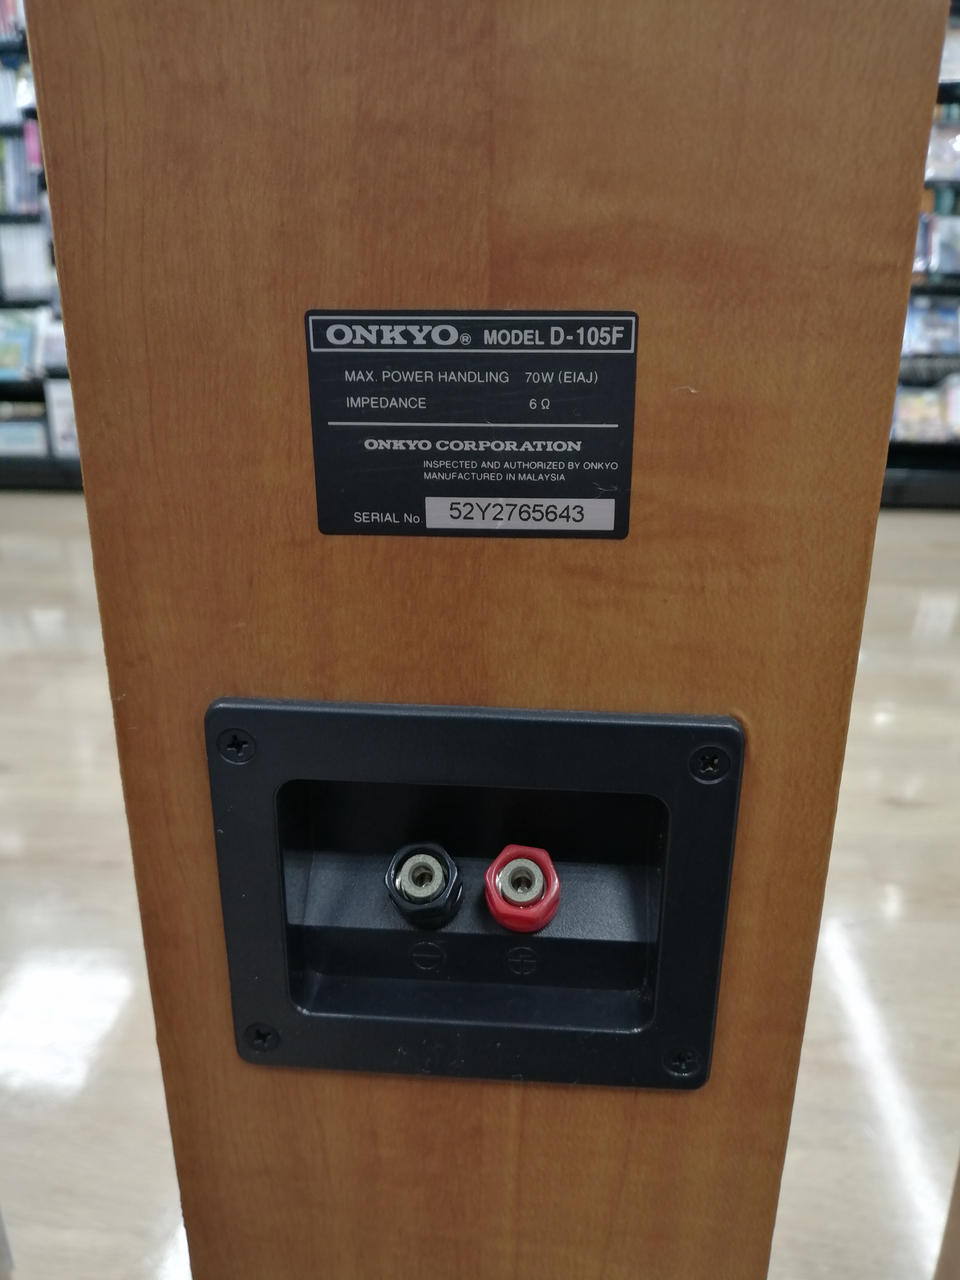 ONKYO® MODEL D-105F
MAX. POWER HANDLING 70W (EIAJ)
IMPEDANCE 6 Ω
ONKYO CORPORATION
INSPECTED AND AUTHORIZED BY ONKYO
MANUFACTURED IN MALAYSIA
SERIAL No. 52Y2765643
⊖ ⊕